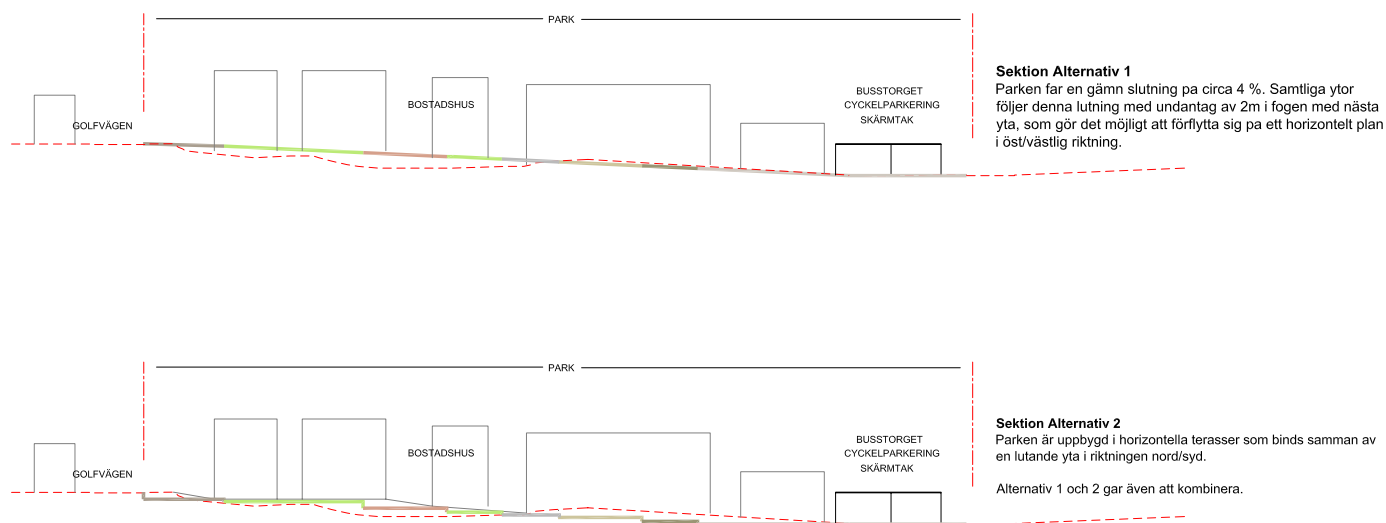 PARK
Sektion Alternativ 1
Parken far en gämn slutning pa circa 4 %. Samtliga ytor
följer denna lutning med undantag av 2m i fogen med nästa
yta, som gör det möjligt att förflytta sig pa ett horizontelt plan
i öst/västlig riktning.
BUSSTORGET
CYCKELPARKERING
SKÄRMTAK
BOSTADSHUS
GOLFVÄGEN
PARK
Sektion Alternativ 2
Parken är uppbygd i horizontella terasser som binds samman av
en lutande yta i riktningen nord/syd.
Alternativ 1 och 2 gar även att kombinera.
BUSSTORGET
CYCKELPARKERING
SKÄRMTAK
BOSTADSHUS
GOLFVÄGEN